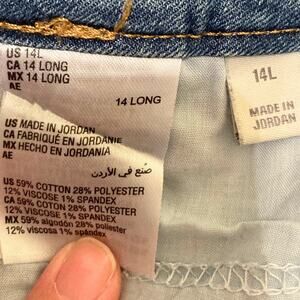 US 14L
CA 14 LONG
MX 14 LONG
AE
14 LONG
US MADE IN JORDAN
CA FABRIQUÉ EN JORDANIE
MX HECHO EN JORDANIA
AE
صنع في الأردن
US 59% COTTON 28% POLYESTER
12% VISCOSE 1% SPANDEX
CA 59% COTTON 28% POLYESTER
12% VISCOSE 1% SPANDEX
MX 59% algodón 28% poliester
12% viscosa 1% spandex
14L
MADE IN
JORDAN